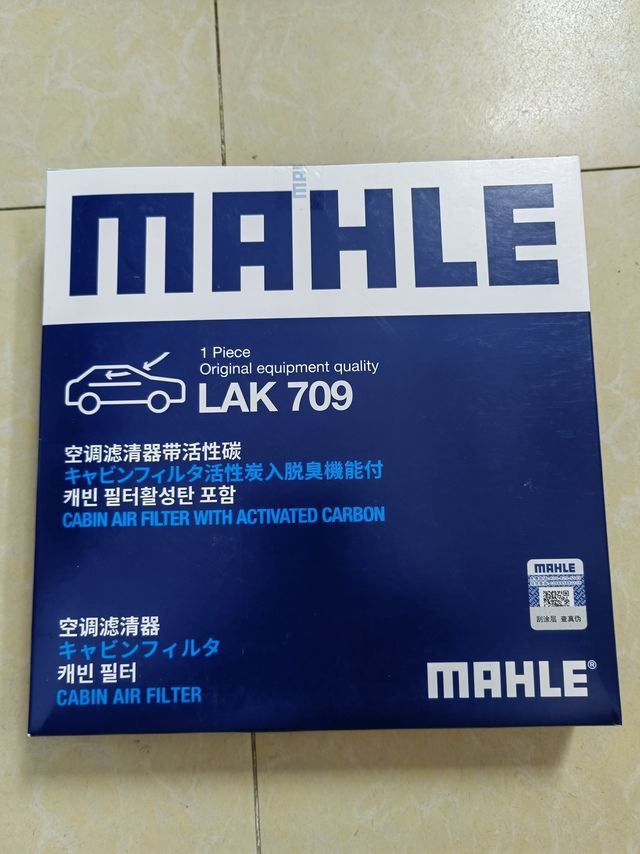 MAHLE
1 Piece
Original equipment quality
LAK 709
空调滤清器带活性碳
キャビンフィルタ活性炭入脱臭機能付
캐빈 필터활성탄 포함
CABIN AIR FILTER WITH ACTIVATED CARBON
MAHLE
刮涂层 查真伪
空调滤清器
キャビンフィルタ
캐빈 필터
CABIN AIR FILTER
MAHLE®